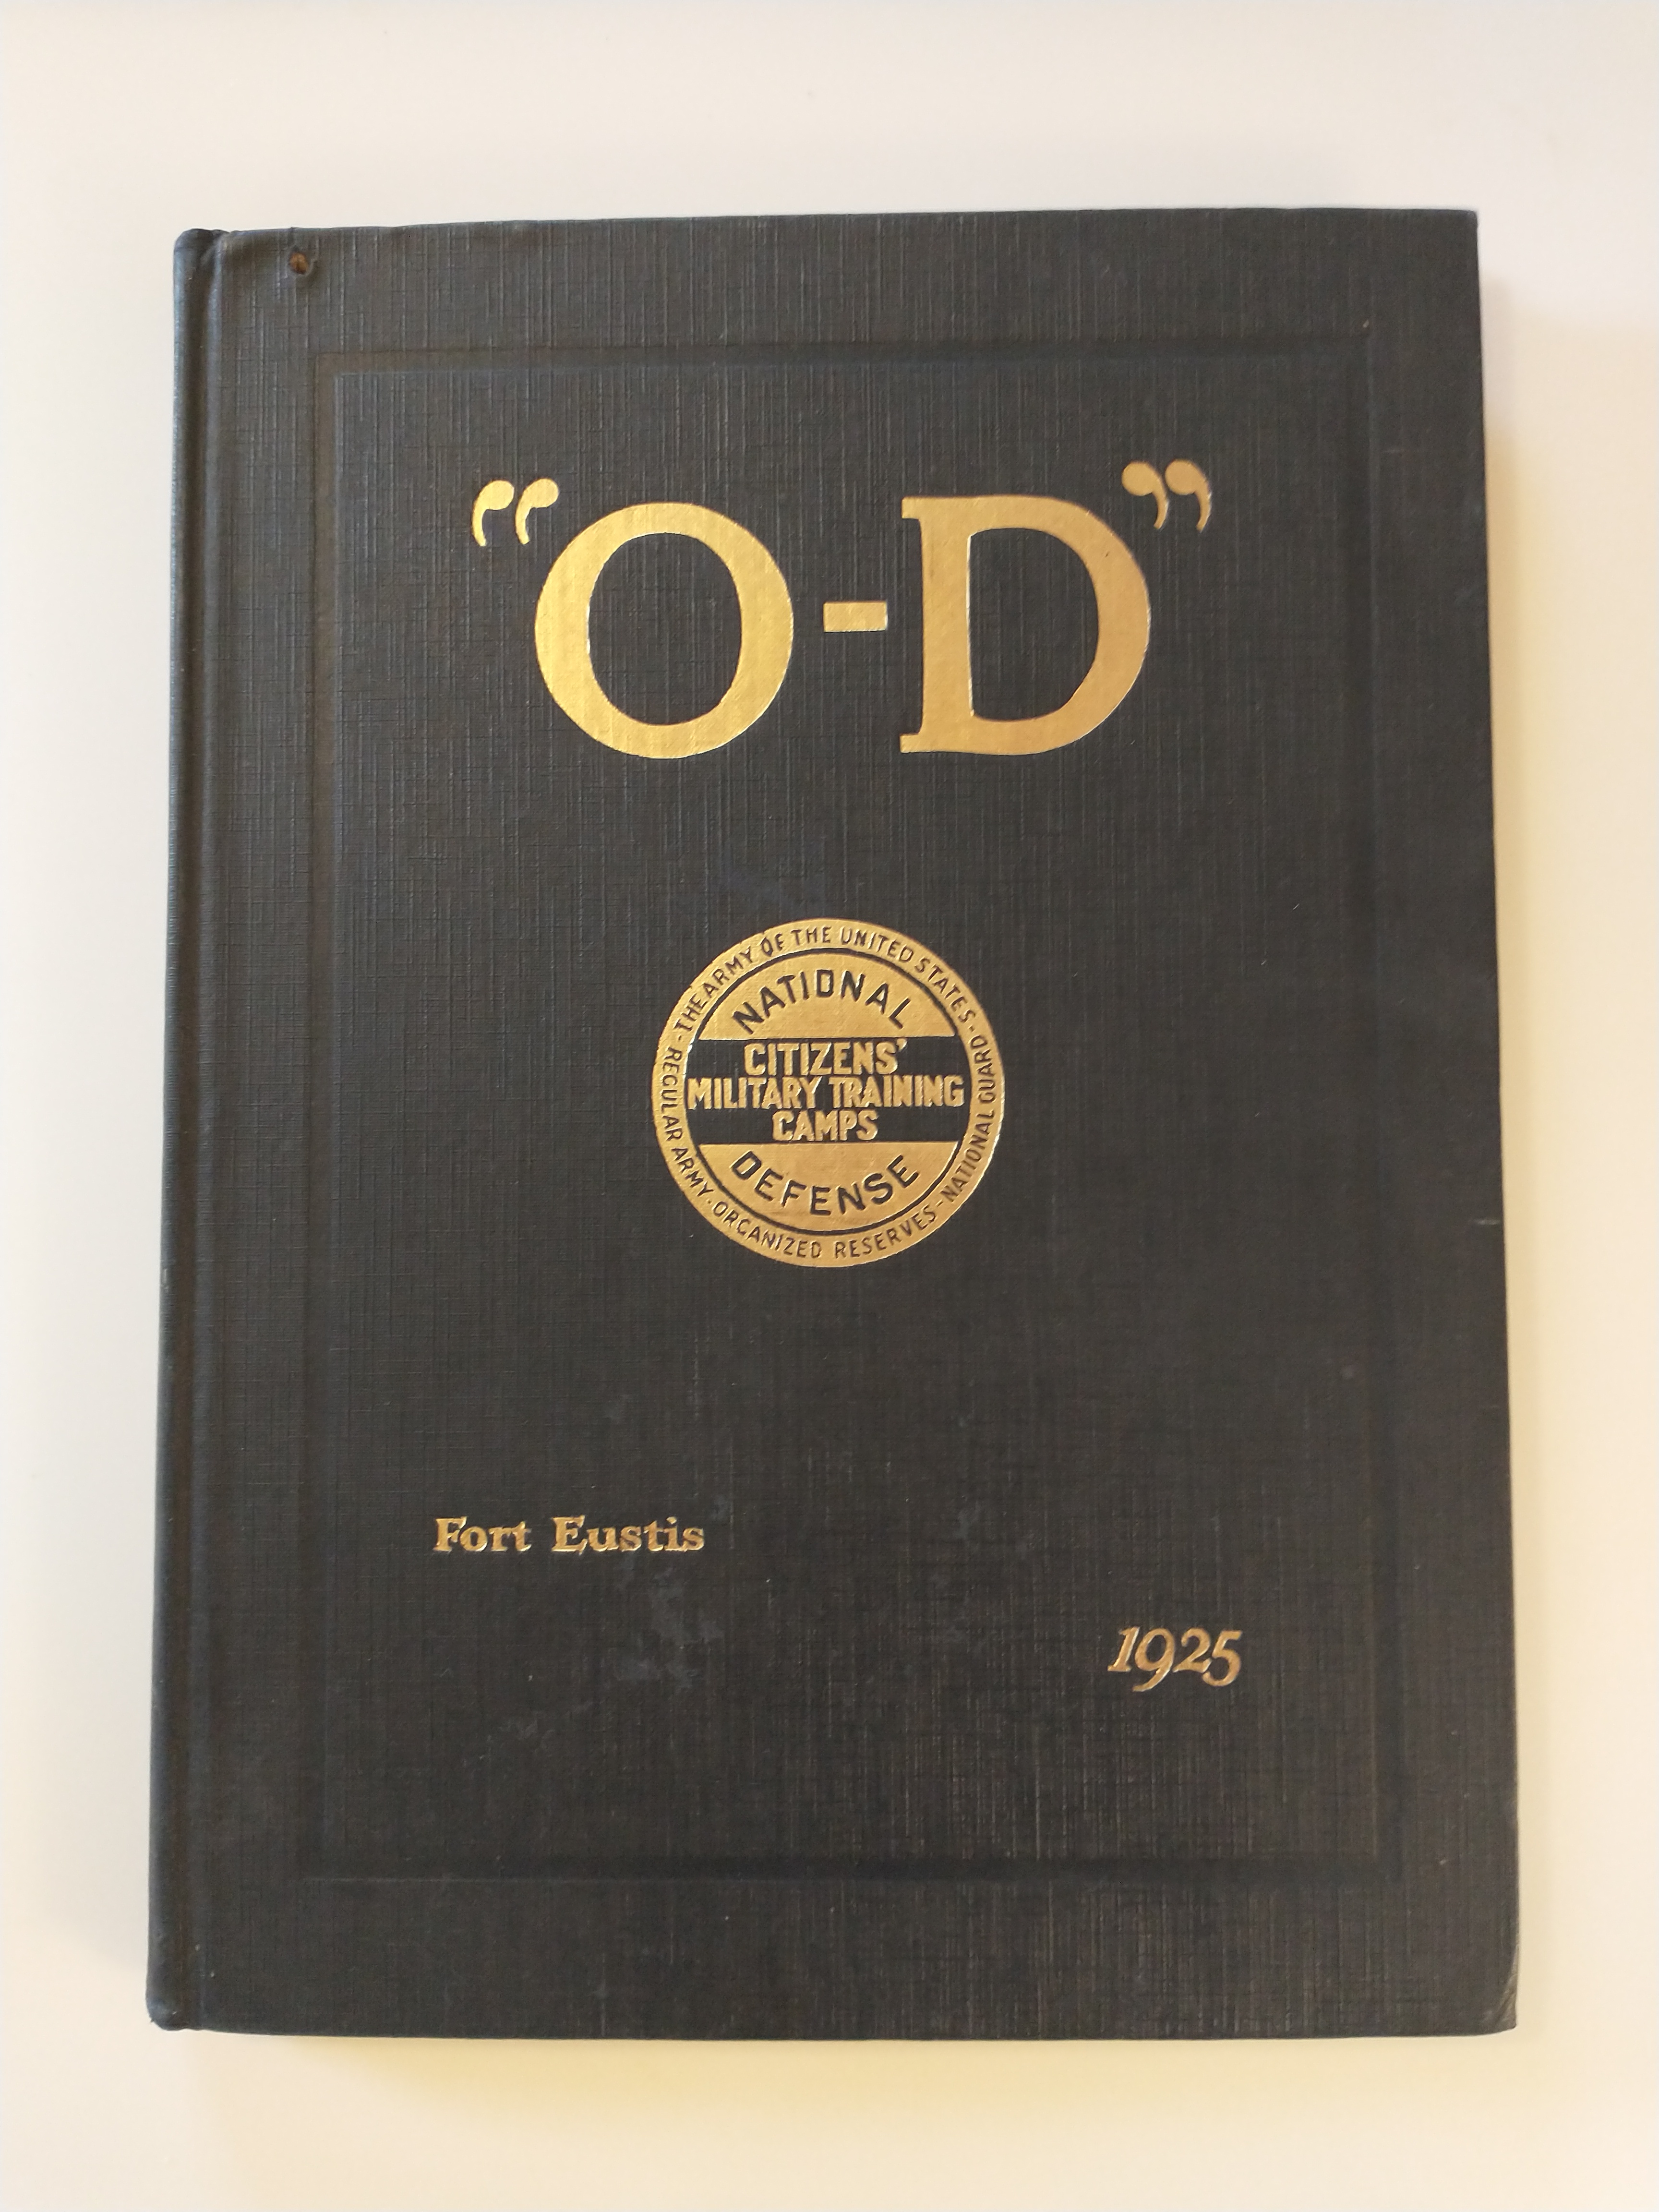 “O-D”
THE ARMY OF THE UNITED STATES - NATIONAL GUARD - ORGANIZED RESERVES - REGULAR ARMY -
NATIONAL
CITIZENS’
MILITARY TRAINING
CAMPS
DEFENSE
Fort Eustis
1925